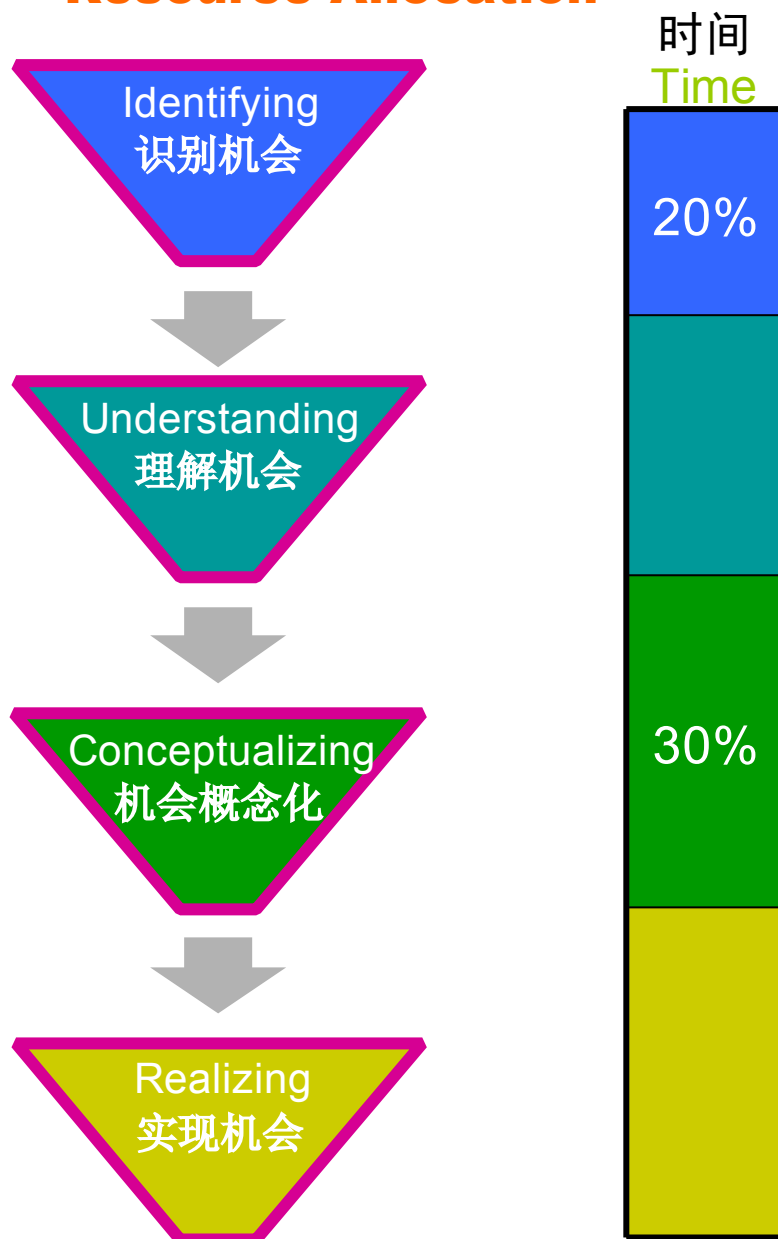 时间
Time
Identifying
识别机会
20%
Understanding
理解机会
Conceptualizing
机会概念化
30%
Realizing
实现机会